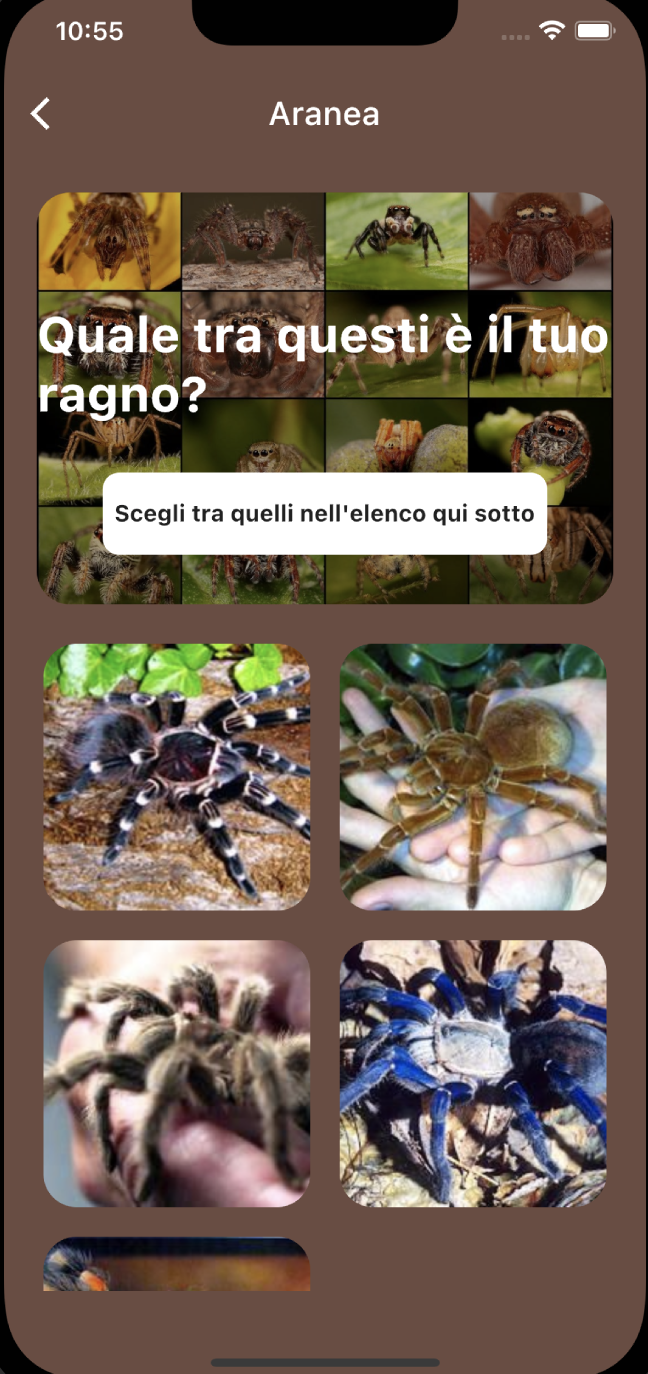 10:55
Aranea
Quale tra questi è il tuo
ragno?
Scegli tra quelli nell'elenco qui sotto